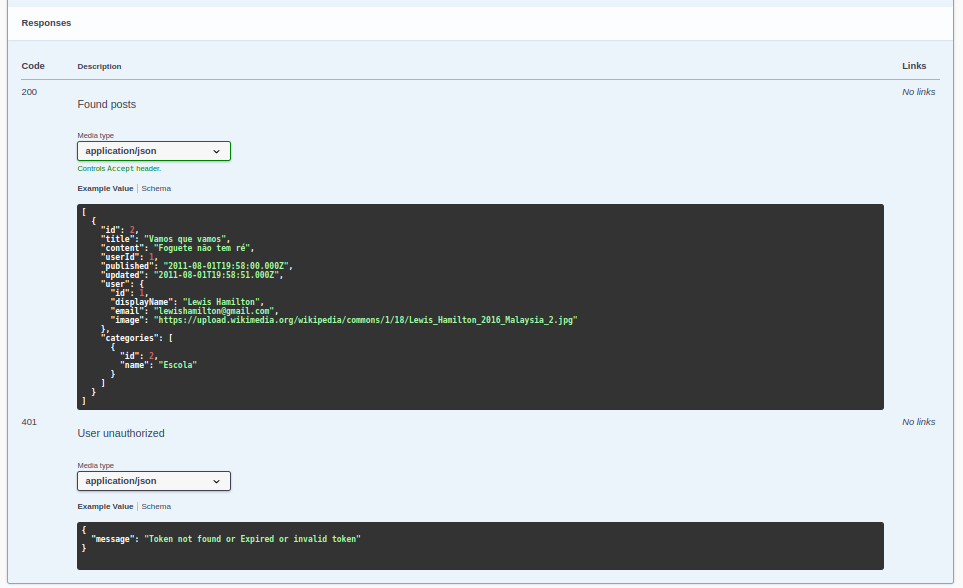 Responses
Code Description Links
200 No links
Found posts
Media type
application/json
Controls Accept header.
Example Value Schema
[
  {
    "id": 2,
    "title": "Vamos que vamos",
    "content": "Foguete não tem ré",
    "userId": 1,
    "published": "2011-08-01T19:58:00.000Z",
    "updated": "2011-08-01T19:58:51.000Z",
    "user": {
      "id": 1,
      "displayName": "Lewis Hamilton",
      "email": "lewishamilton@gmail.com",
      "image": "https://upload.wikimedia.org/wikipedia/commons/1/18/Lewis_Hamilton_2016_Malaysia_2.jpg"
    },
    "categories": [
      {
        "id": 2,
        "name": "Escola"
      }
    ]
  }
]
401 No links
User unauthorized
Media type
application/json
Example Value Schema
{
  "message": "Token not found or Expired or invalid token"
}